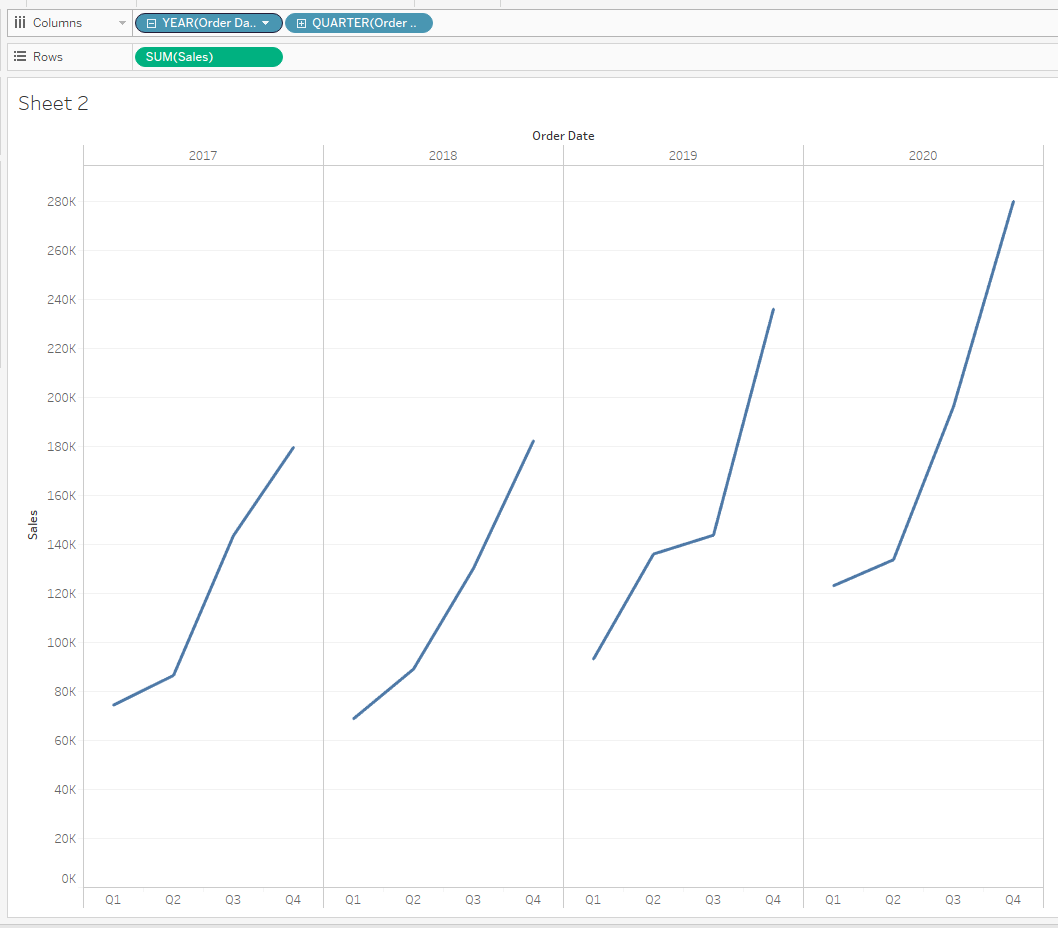 Columns YEAR(Order Da.. QUARTER(Order ..
Rows SUM(Sales)
Sheet 2
Order Date
2017 2018 2019 2020
280K
260K
240K
220K
200K
180K
160K
140K
120K
100K
80K
60K
40K
20K
0K
Sales
Q1 Q2 Q3 Q4 Q1 Q2 Q3 Q4 Q1 Q2 Q3 Q4 Q1 Q2 Q3 Q4